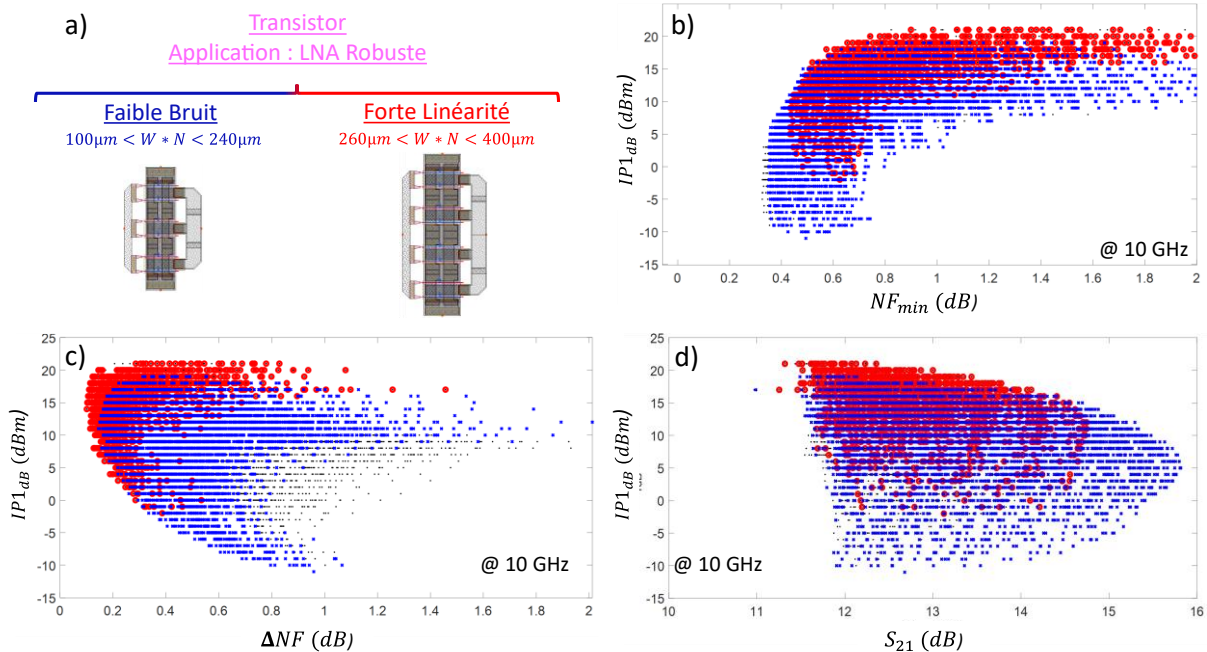 a)
Transistor
Application : LNA Robuste
Faible Bruit
100μm < W * N < 240μm
Forte Linéarité
260μm < W * N < 400μm
b)
20
15
10
5
0
-5
-10
-15
IP1dB (dBm)
0
0.2
0.4
0.6
0.8
1
1.2
1.4
1.6
1.8
2
@ 10 GHz
NFmin (dB)
c)
25
20
15
10
5
0
-5
-10
-15
IP1dB (dBm)
0
0.2
0.4
0.6
0.8
1
1.2
1.4
1.6
1.8
2
@ 10 GHz
ΔNF (dB)
d)
25
20
15
10
5
0
-5
-10
-15
IP1dB (dBm)
10
11
12
13
14
15
16
@ 10 GHz
S21 (dB)